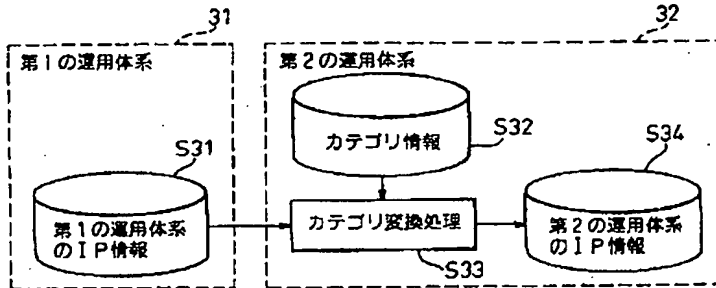 31
32
第1の運用体系
第2の運用体系
カテゴリ情報
S32
S31
S34
第1の運用体系
のIP情報
カテゴリ変換処理
第2の運用体系
のIP情報
S33